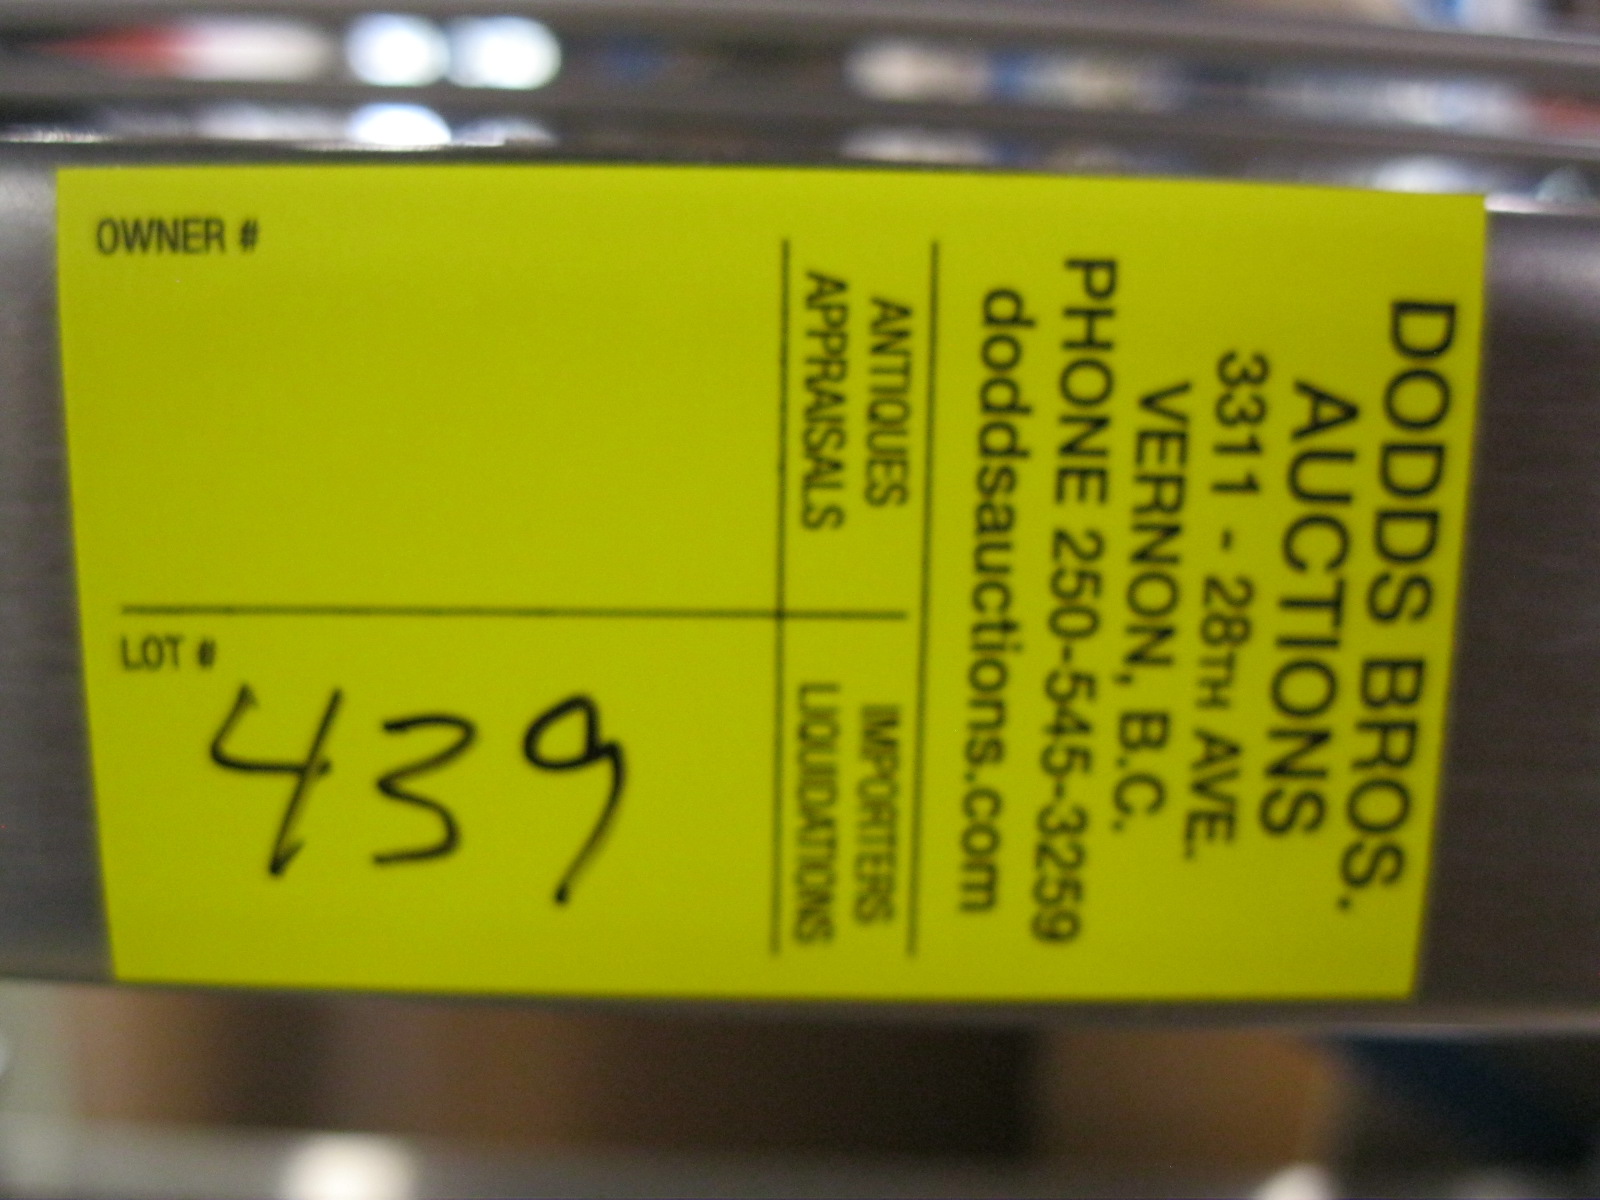 DODDS BROS.
AUCTIONS
3311 - 28TH AVE.
VERNON, B.C.
PHONE 250-545-3259
doddsauctions.com
ANTIQUES
APPRAISALS
IMPORTERS
LIQUIDATIONS
OWNER #
LOT #
439